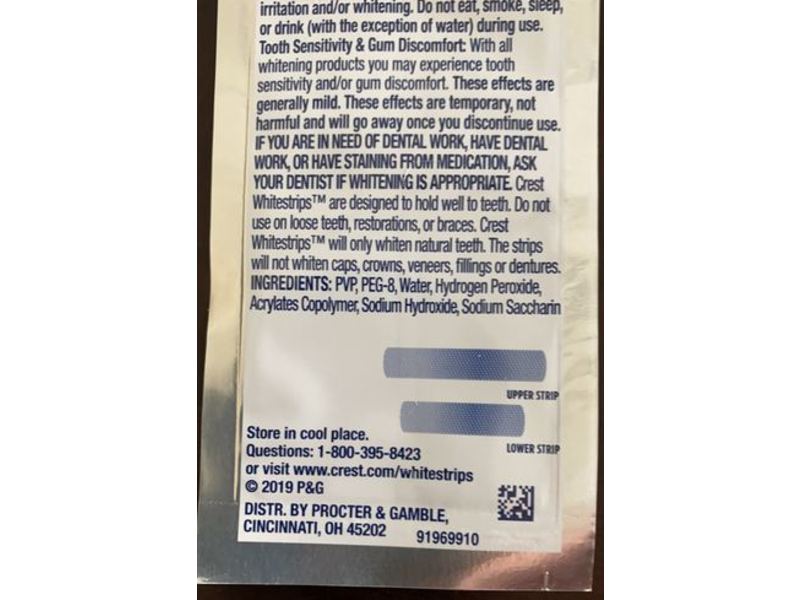 irritation and/or whitening. Do not eat, smoke, sleep,
or drink (with the exception of water) during use.
Tooth Sensitivity & Gum Discomfort: With all
whitening products you may experience tooth
sensitivity and/or gum discomfort. These effects are
generally mild. These effects are temporary, not
harmful and will go away once you discontinue use.
IF YOU ARE IN NEED OF DENTAL WORK, HAVE DENTAL
WORK, OR HAVE STAINING FROM MEDICATION, ASK
YOUR DENTIST IF WHITENING IS APPROPRIATE. Crest
Whitestrips™ are designed to hold well to teeth. Do not
use on loose teeth, restorations, or braces. Crest
Whitestrips™ will only whiten natural teeth. The strips
will not whiten caps, crowns, veneers, fillings or dentures.
INGREDIENTS: PVP, PEG-8, Water, Hydrogen Peroxide,
Acrylates Copolymer, Sodium Hydroxide, Sodium Saccharin
UPPER STRIP
LOWER STRIP
Store in cool place.
Questions: 1-800-395-8423
or visit www.crest.com/whitestrips
© 2019 P&G
DISTR. BY PROCTER & GAMBLE,
CINCINNATI, OH 45202
91969910